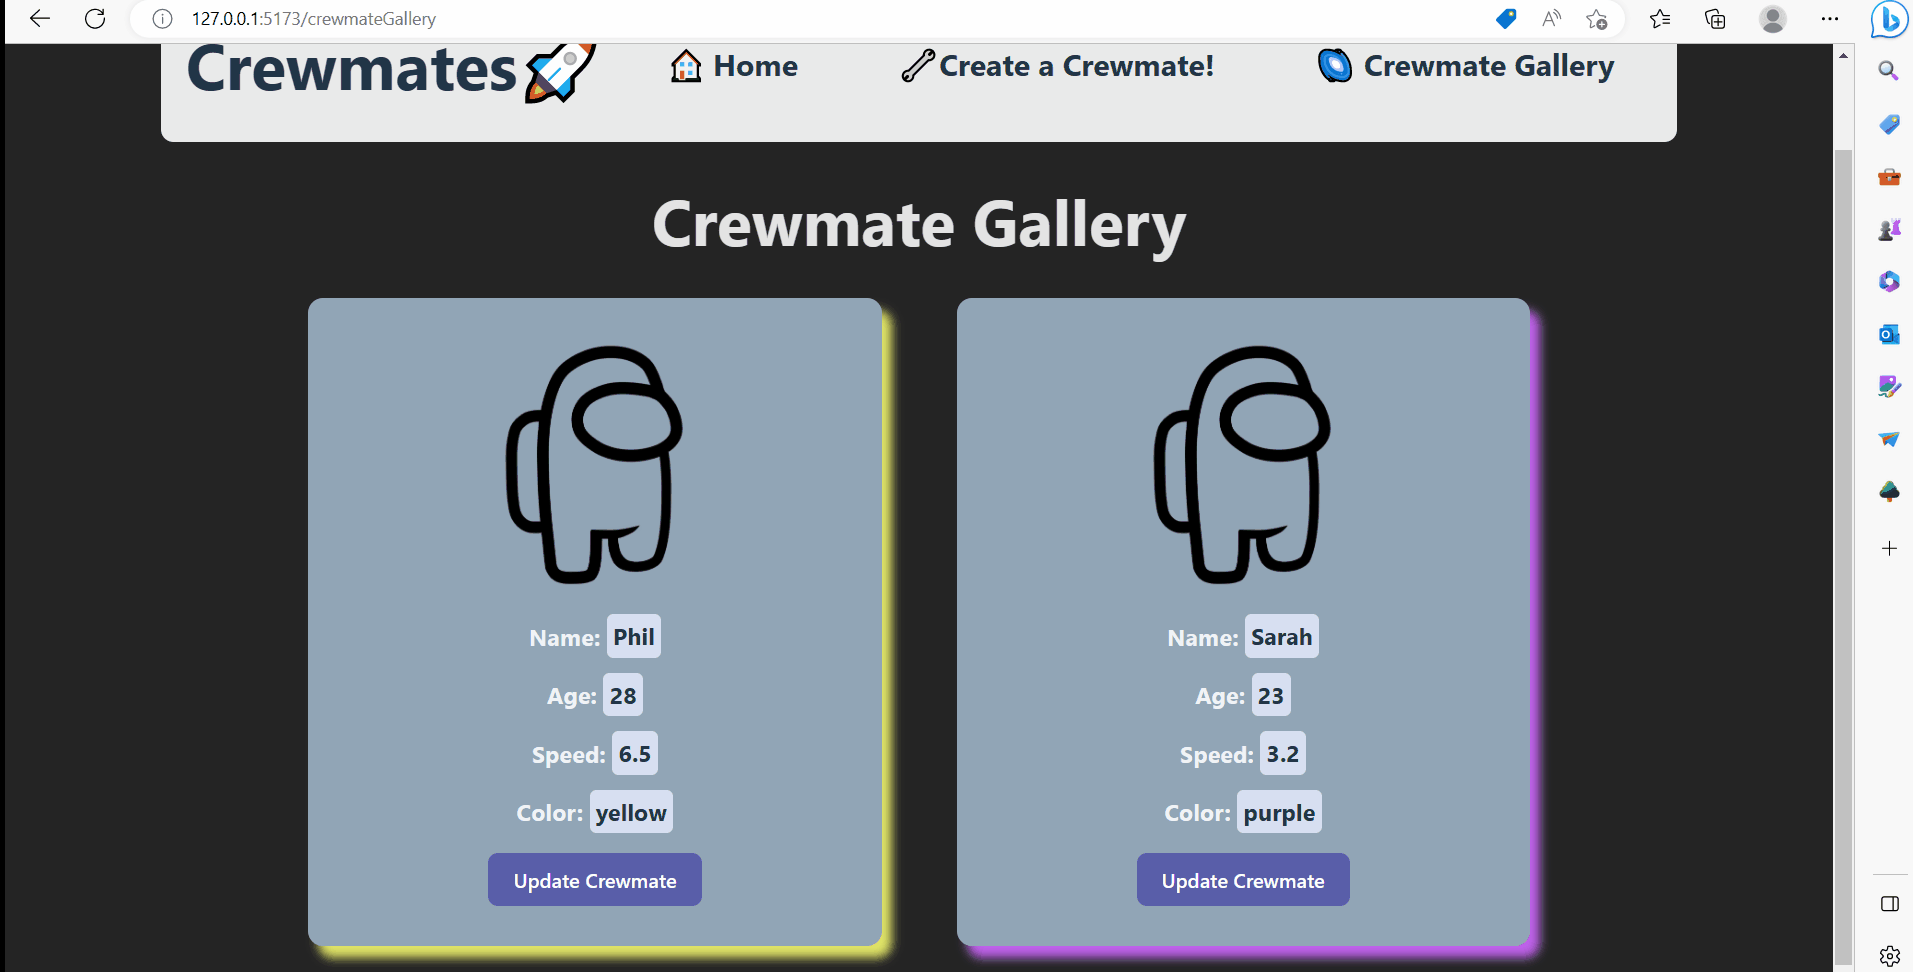 127.0.0.1:5173/crewmateGallery
Crewmates Home Create a Crewmate! Crewmate Gallery
Crewmate Gallery
Name: Phil
Age: 28
Speed: 6.5
Color: yellow
Update Crewmate
Name: Sarah
Age: 23
Speed: 3.2
Color: purple
Update Crewmate